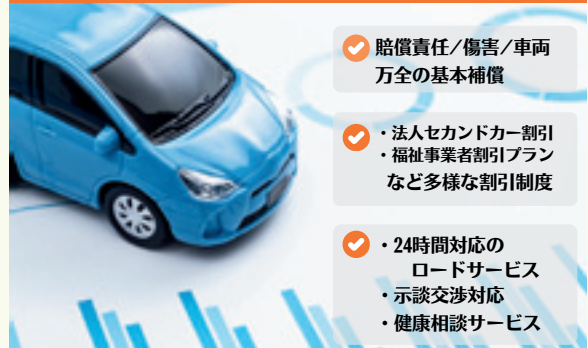 賠償責任／傷害／車両
万全の基本補償
・法人セカンドカー割引
・福祉事業者割引プラン
など多様な割引制度
・24時間対応の
ロードサービス
・示談交渉対応
・健康相談サービス